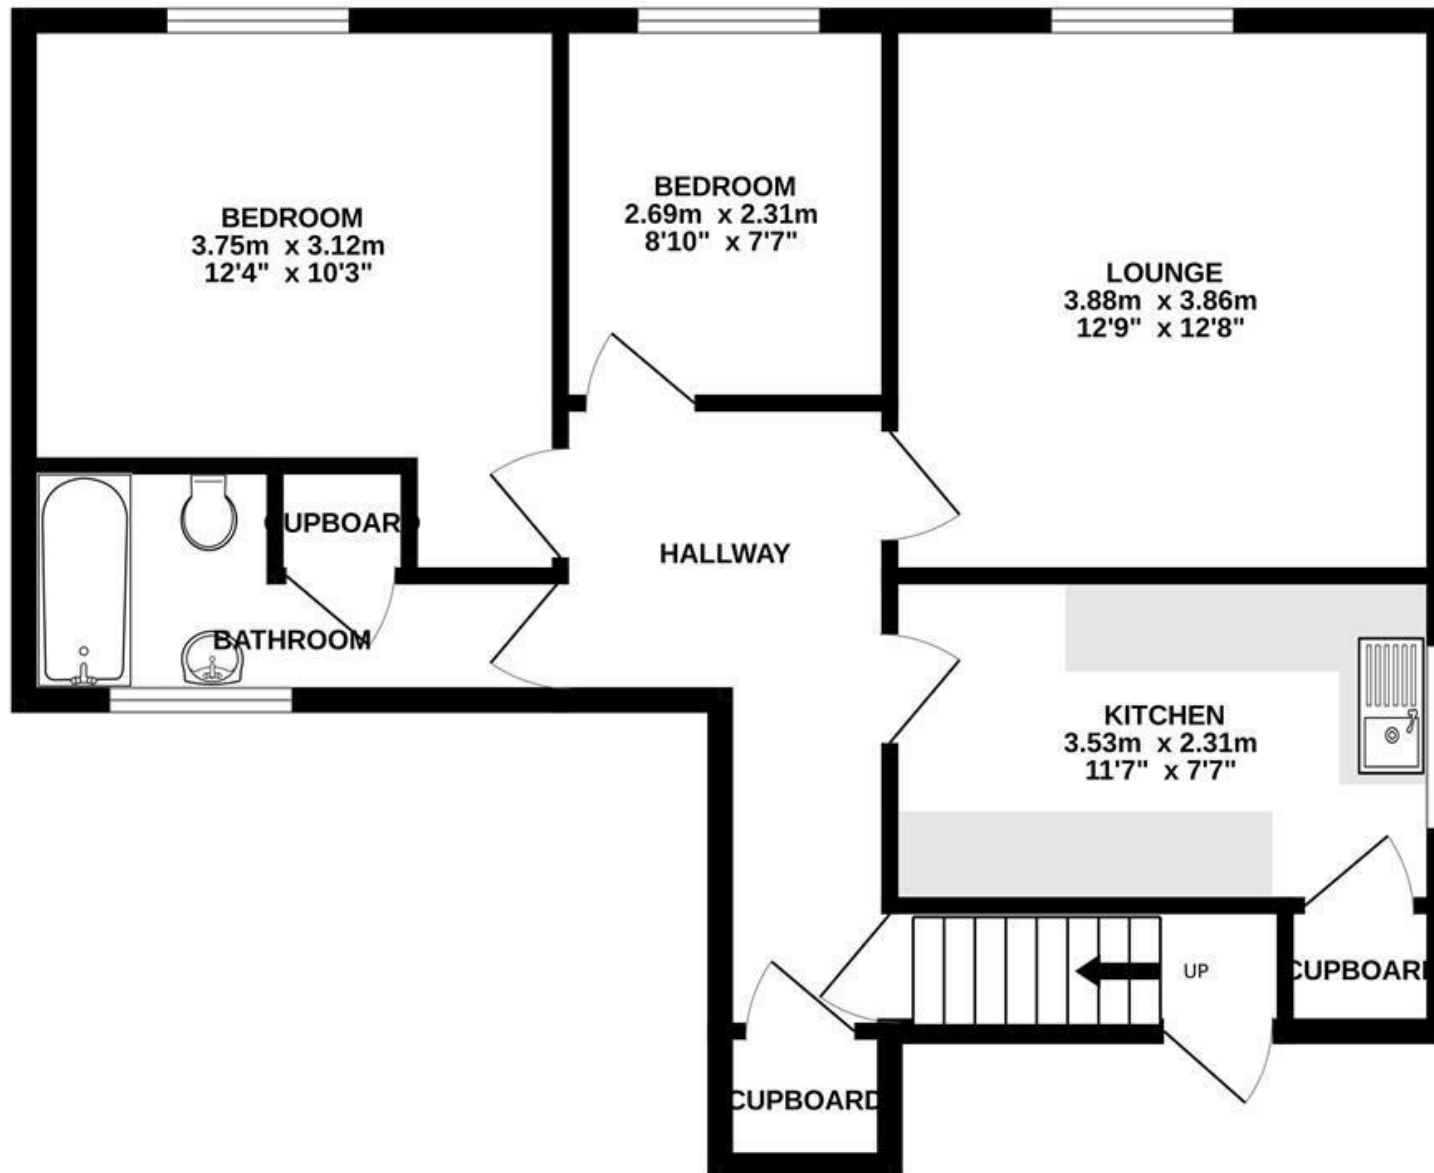 BEDROOM
3.75m x 3.12m
12'4" x 10'3"
BEDROOM
2.69m x 2.31m
8'10" x 7'7"
LOUNGE
3.88m x 3.86m
12'9" x 12'8"
CUPBOARD
HALLWAY
BATHROOM
KITCHEN
3.53m x 2.31m
11'7" x 7'7"
UP
CUPBOARD
CUPBOARD